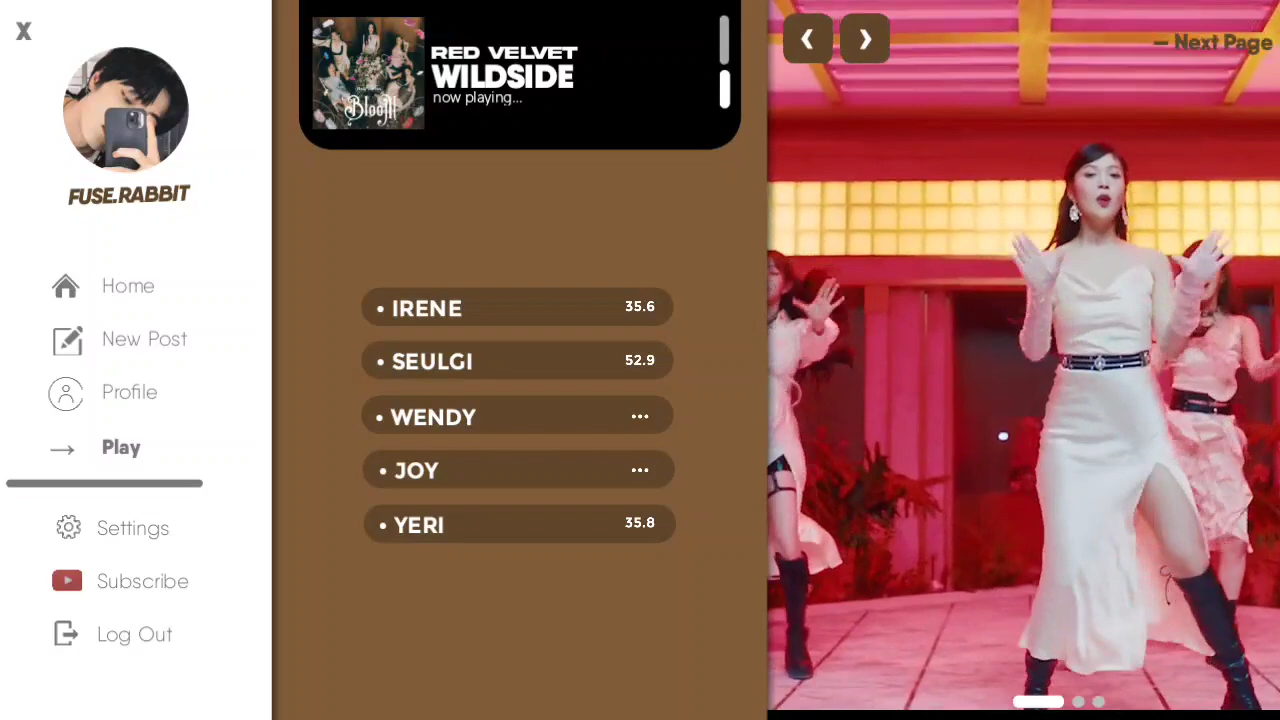 X
FUSE.RABBIT
Home
New Post
Profile
Play
Settings
Subscribe
Log Out
RED VELVET
WILDSIDE
now playing...
Bloom
• IRENE 35.6
• SEULGI 52.9
• WENDY ...
• JOY ...
• YERI 35.8
— Next Page